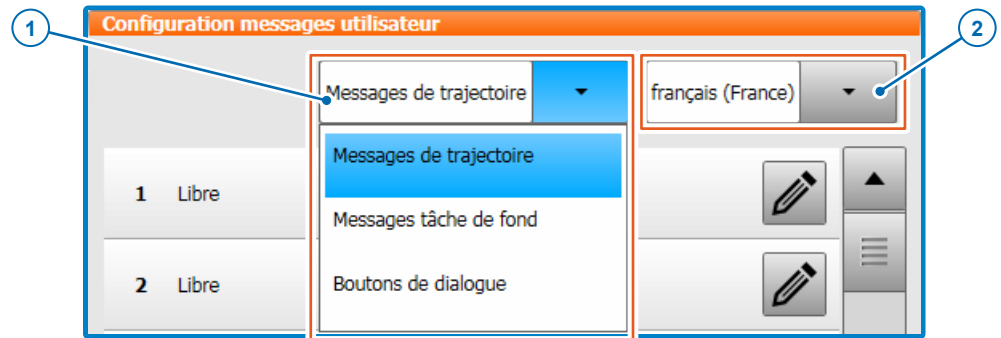 Configuration messages utilisateur
1
2
Messages de trajectoire
français (France)
Messages de trajectoire
1 Libre
Messages tâche de fond
2 Libre
Boutons de dialogue